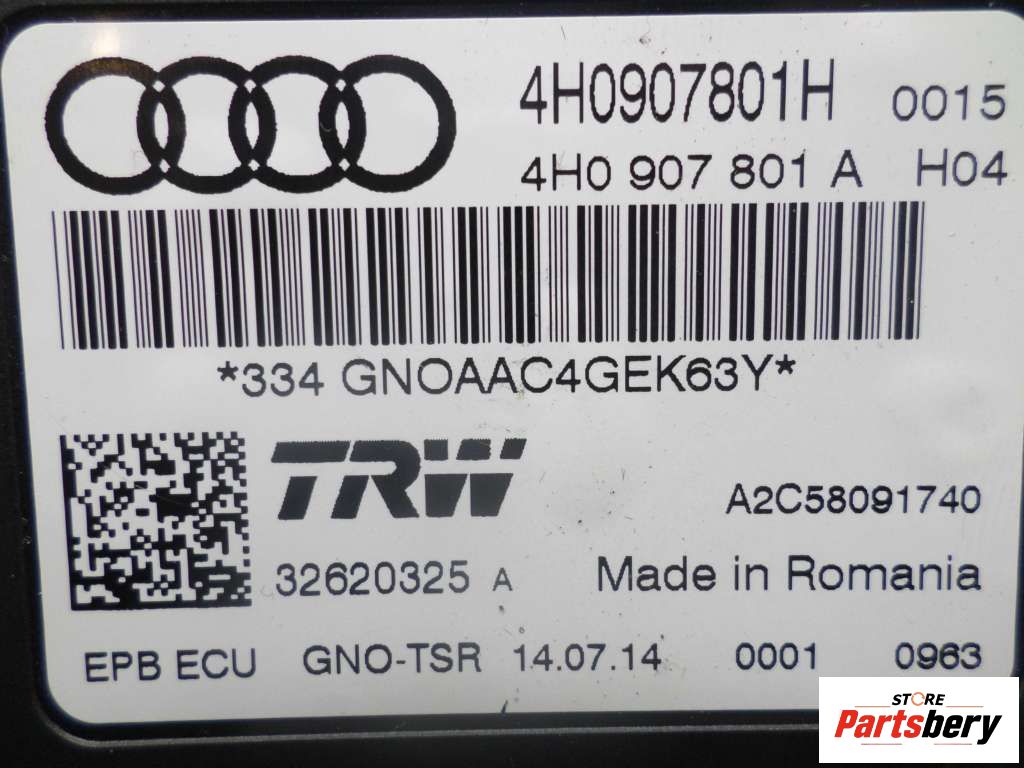 4H0907801H 0015
4H0 907 801 A H04
*334 GNOAAC4GEK63Y*
TRW
A2C58091740
32620325 A Made in Romania
EPB ECU GNO-TSR 14.07.14 0001 0963
STORE
Partsbery